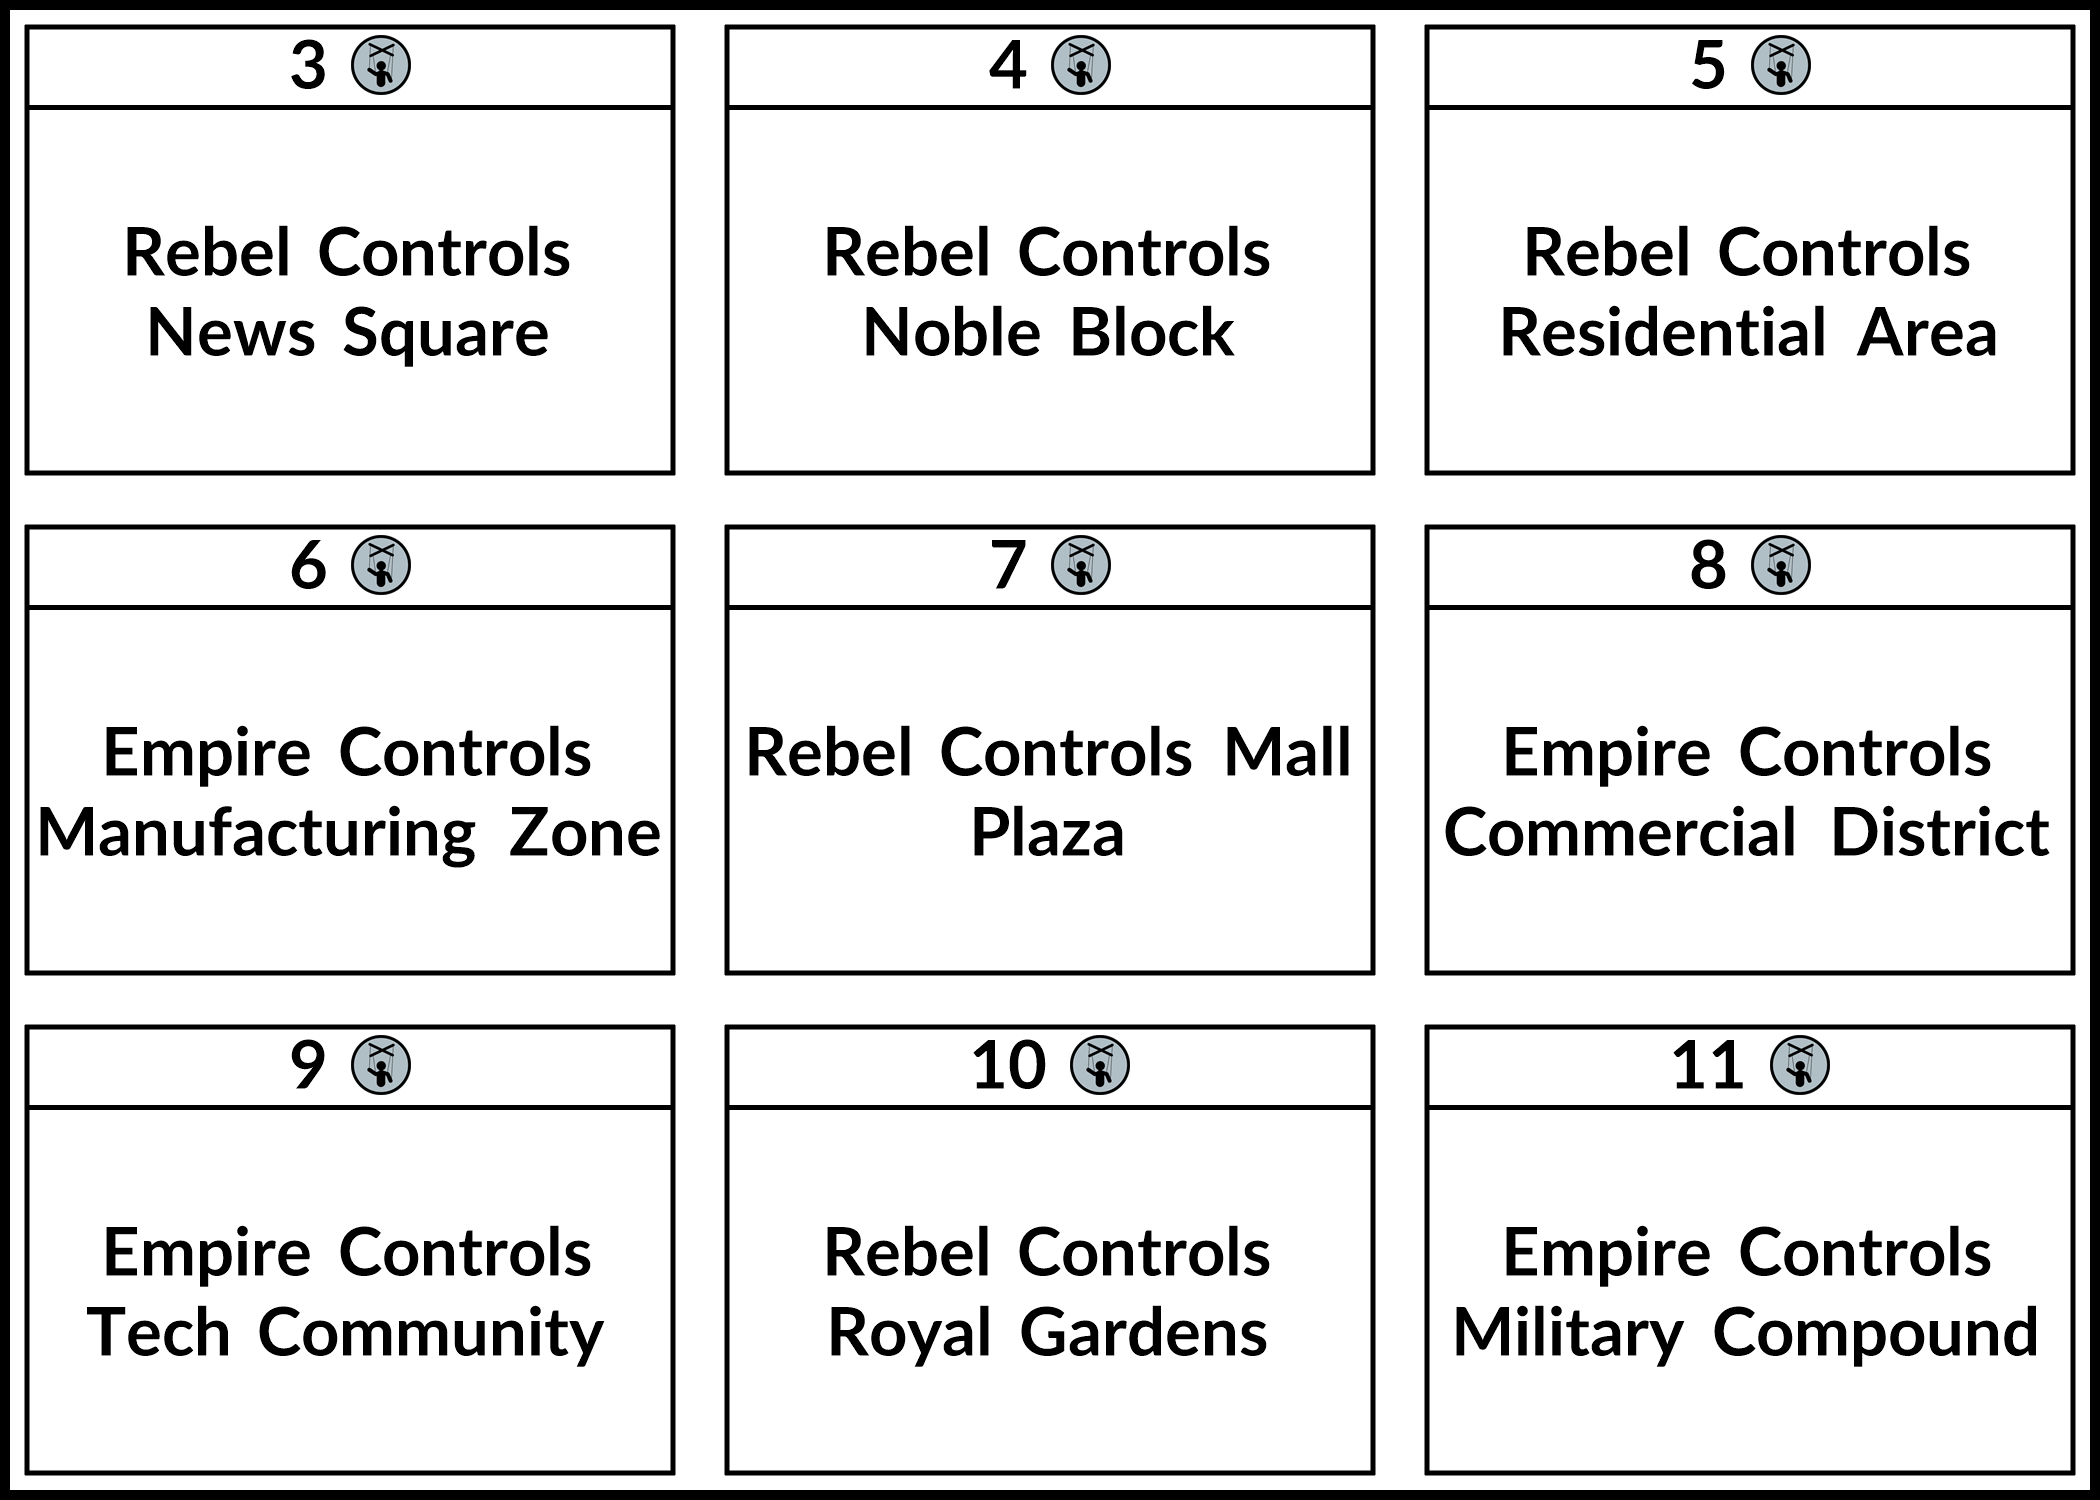 3
Rebel Controls
News Square
4
Rebel Controls
Noble Block
5
Rebel Controls
Residential Area
6
Empire Controls
Manufacturing Zone
7
Rebel Controls Mall
Plaza
8
Empire Controls
Commercial District
9
Empire Controls
Tech Community
10
Rebel Controls
Royal Gardens
11
Empire Controls
Military Compound